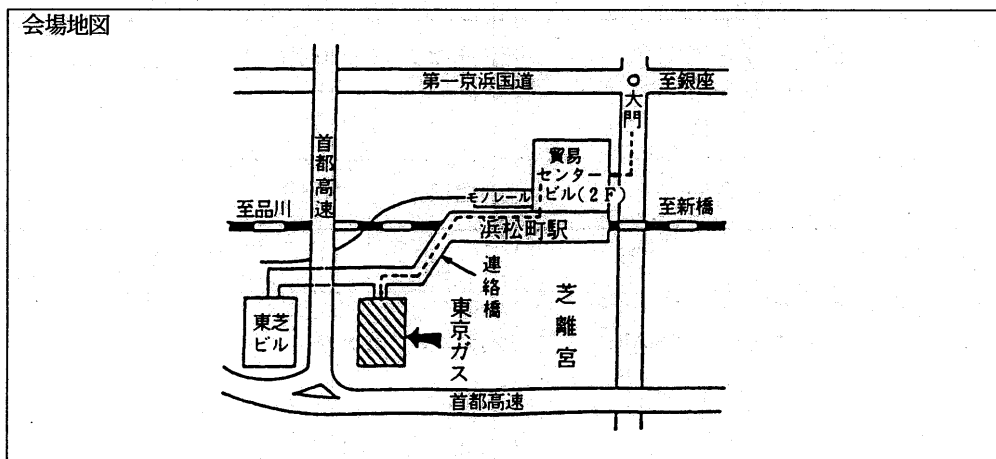 会場地図
第一京浜国道
至銀座
大門
首都高速
貿易
センター
ビル(2F)
モノレール
至品川
至新橋
浜松町駅
連絡橋
東芝
ビル
東京ガス
芝離宮
首都高速